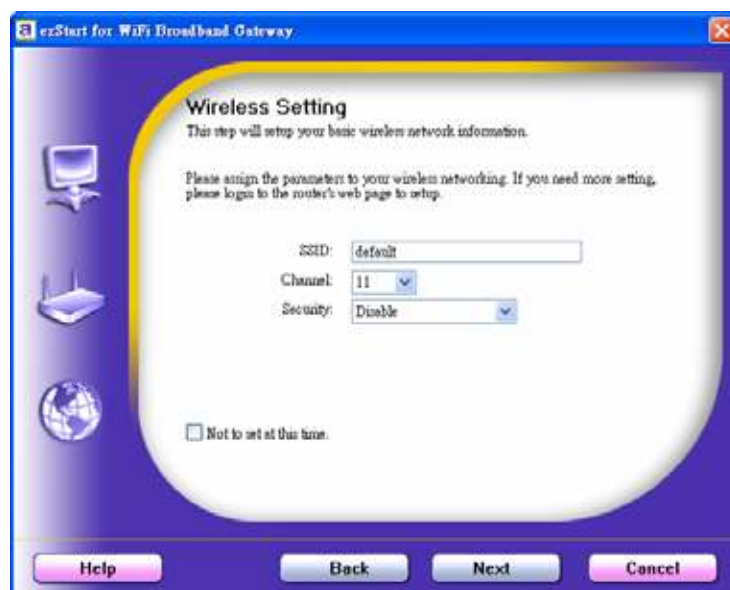 a ezStart for WiFi Broadband Gateway
Wireless Setting
This step will setup your basic wireless network information.
Please assign the parameters to your wireless networking. If you need more setting,
please login to the router's web page to setup.
SSID: default
Channel: 11
Security: Disable
Not to set at this time.
Help Back Next Cancel